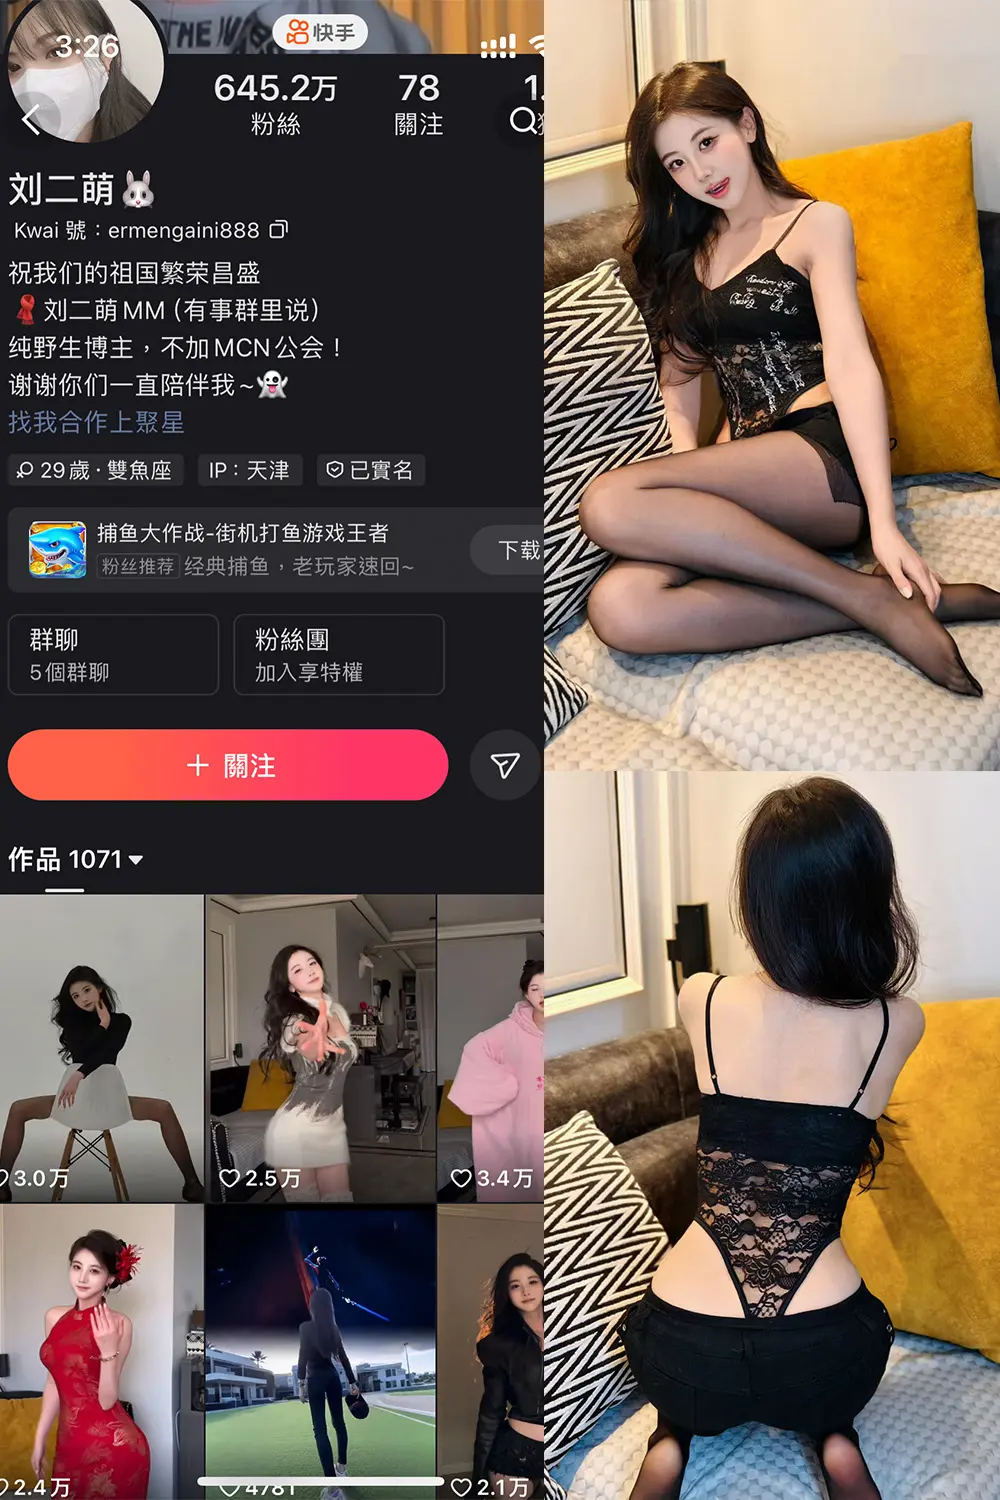 THE
3:26
快手
645.2万
78
1.
粉絲
關注
刘二萌🐰
Kwai 號：ermengaini888
祝我们的祖国繁荣昌盛
刘二萌MM（有事群里说）
纯野生博主，不加MCN公会！
谢谢你们一直陪伴我~👻
找我合作上聚星
29歲·雙魚座
IP：天津
已實名
捕鱼大作战-街机打鱼游戏王者
粉丝推荐 经典捕鱼，老玩家速回~
下载
群聊
5個群聊
粉絲團
加入享特權
+ 關注
作品 1071
3.0万
2.5万
3.4万
2.4万
4781
2.1万